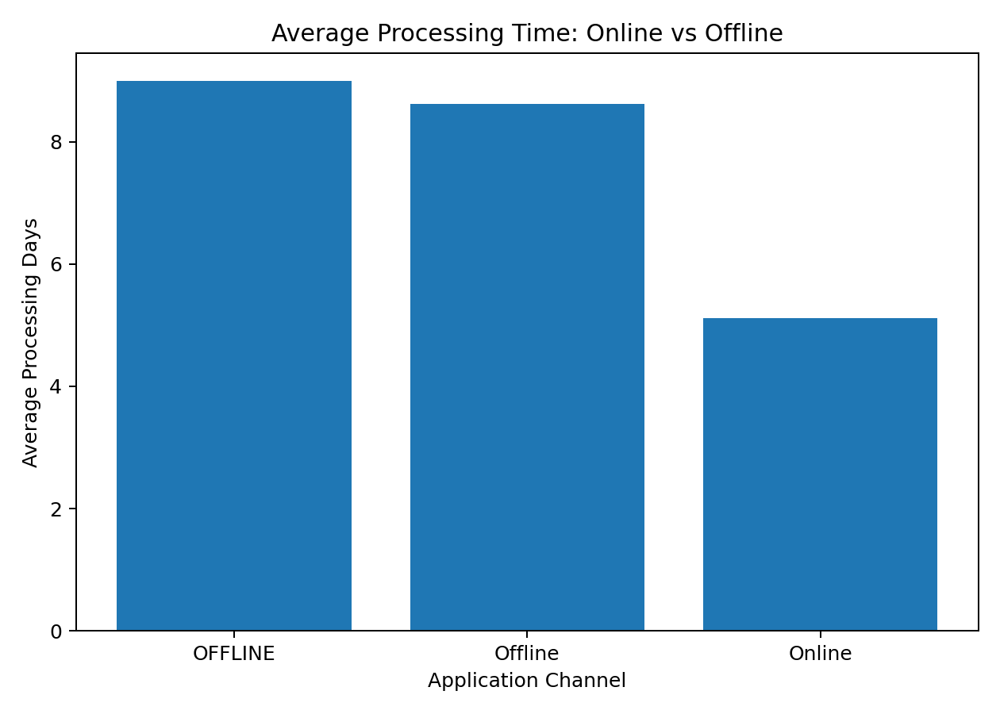 Average Processing Time: Online vs Offline
Average Processing Days
8
6
4
2
0
OFFLINE Offline Online
Application Channel